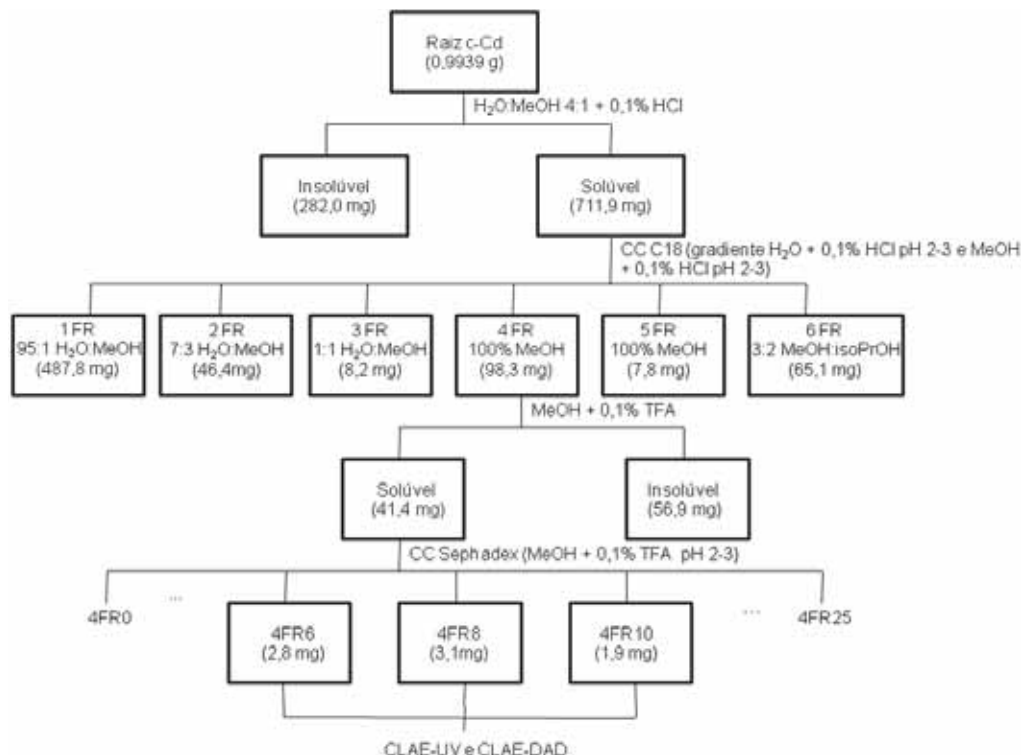 Raiz c-Cd
(0,9939 g)
H₂O:MeOH 4:1 + 0,1% HCl
Insolúvel
(282,0 mg)
Solúvel
(711,9 mg)
CC C18 (gradiente H₂O + 0,1% HCl pH 2-3 e MeOH
+ 0,1% HCl pH 2-3)
1 FR
95:1 H₂O:MeOH
(487,8 mg)
2 FR
7:3 H₂O:MeOH
(46,4mg)
3 FR
1:1 H₂O:MeOH
(8,2 mg)
4 FR
100% MeOH
(98,3 mg)
5 FR
100% MeOH
(7,8 mg)
6 FR
3:2 MeOH:isoPrOH
(65,1 mg)
MeOH + 0,1% TFA
Solúvel
(41,4 mg)
Insolúvel
(56,9 mg)
CC Sephadex (MeOH + 0,1% TFA pH 2-3)
4FR0
...
4FR6
(2,8 mg)
4FR8
(3,1mg)
4FR10
(1,9 mg)
...
4FR25
CLAE-UV e CLAE-DAD